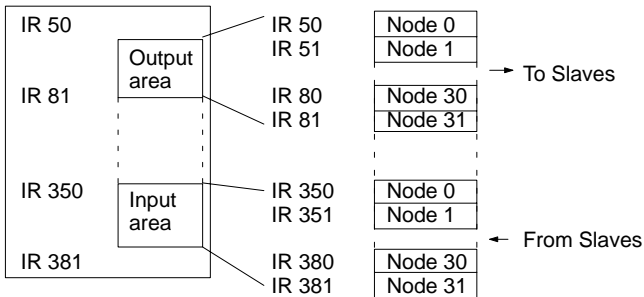 IR 50
Output
area
IR 81
IR 350
Input
area
IR 381
IR 50 Node 0
IR 51 Node 1
To Slaves
IR 80 Node 30
IR 81 Node 31
IR 350 Node 0
IR 351 Node 1
From Slaves
IR 380 Node 30
IR 381 Node 31